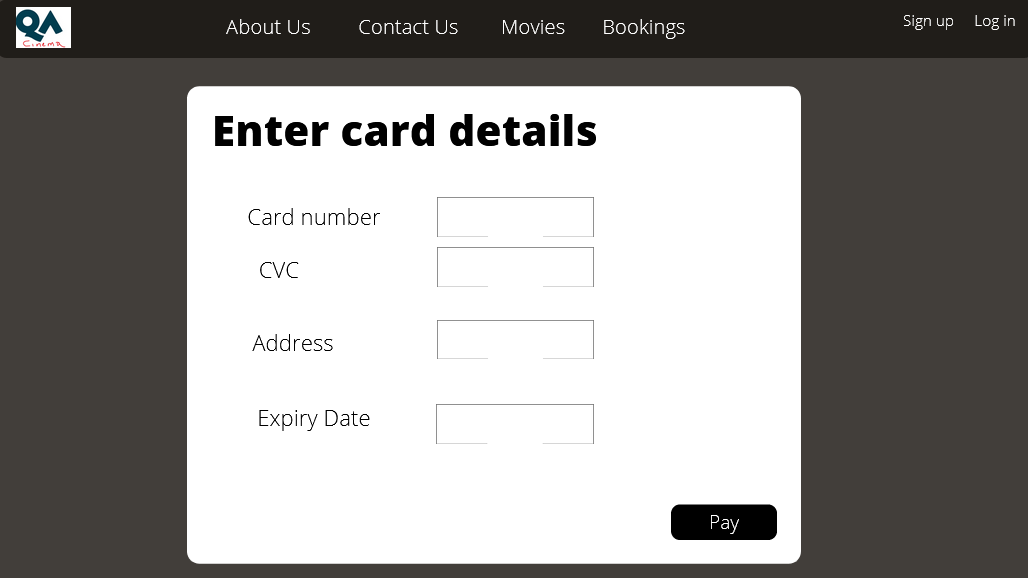 QA
Cinema
About Us
Contact Us
Movies
Bookings
Sign up
Log in
Enter card details
Card number
CVC
Address
Expiry Date
Pay